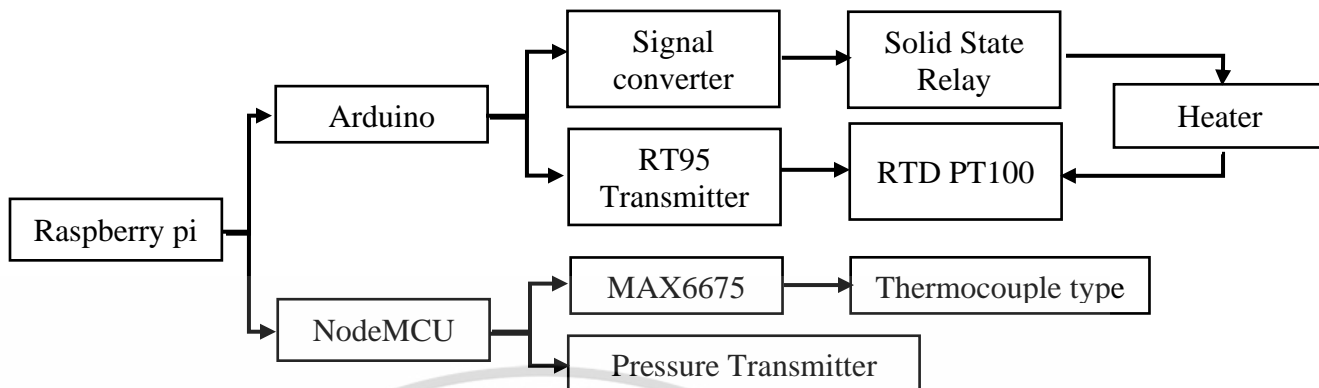 Signal
converter
Solid State
Relay
Arduino
Heater
RT95
Transmitter
RTD PT100
Raspberry pi
MAX6675
Thermocouple type
NodeMCU
Pressure Transmitter